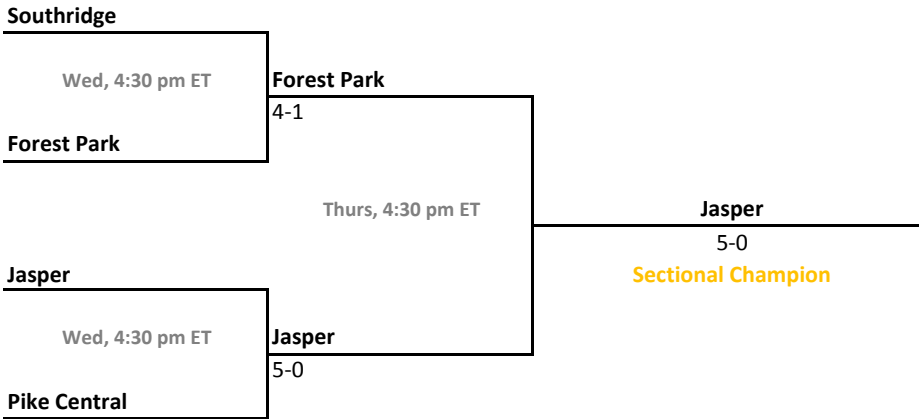 Southridge
Wed, 4:30 pm ET
Forest Park
4-1
Forest Park
Thurs, 4:30 pm ET
Jasper
5-0
Sectional Champion
Jasper
Wed, 4:30 pm ET
Jasper
5-0
Pike Central